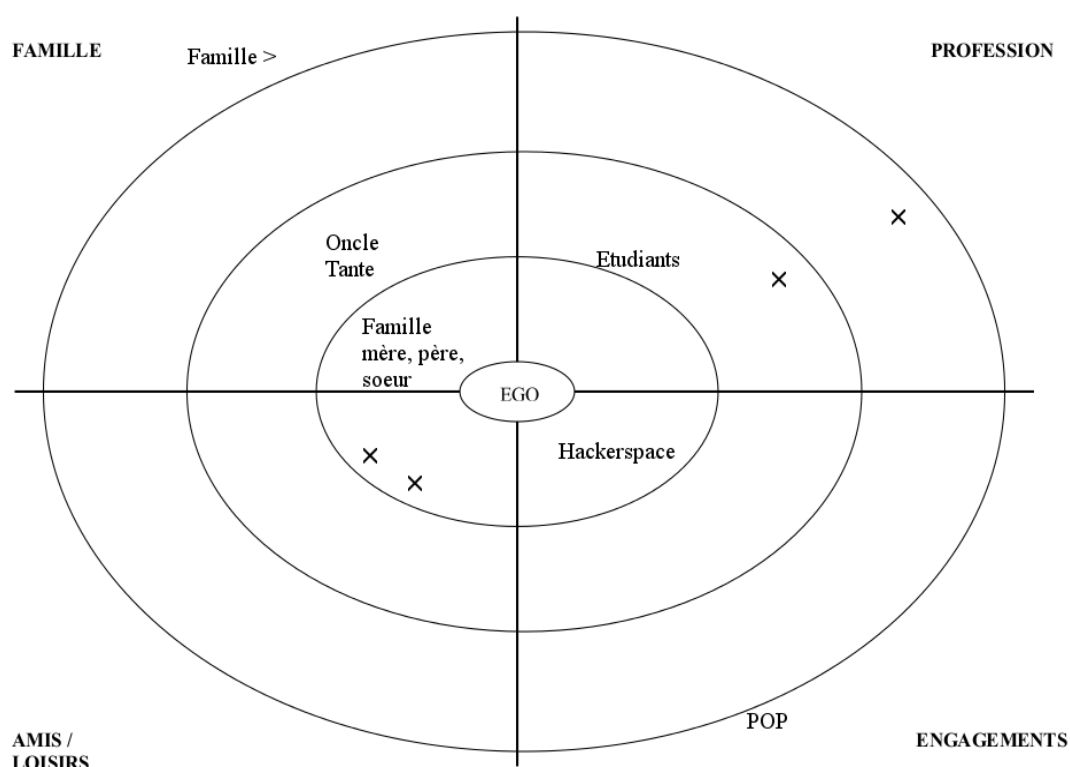 FAMILLE
Famille >
PROFESSION
Oncle
Tante
Etudiants
Famille
mère, père,
soeur
EGO
Hackerspace
POP
AMIS /
LOISIRS
ENGAGEMENTS